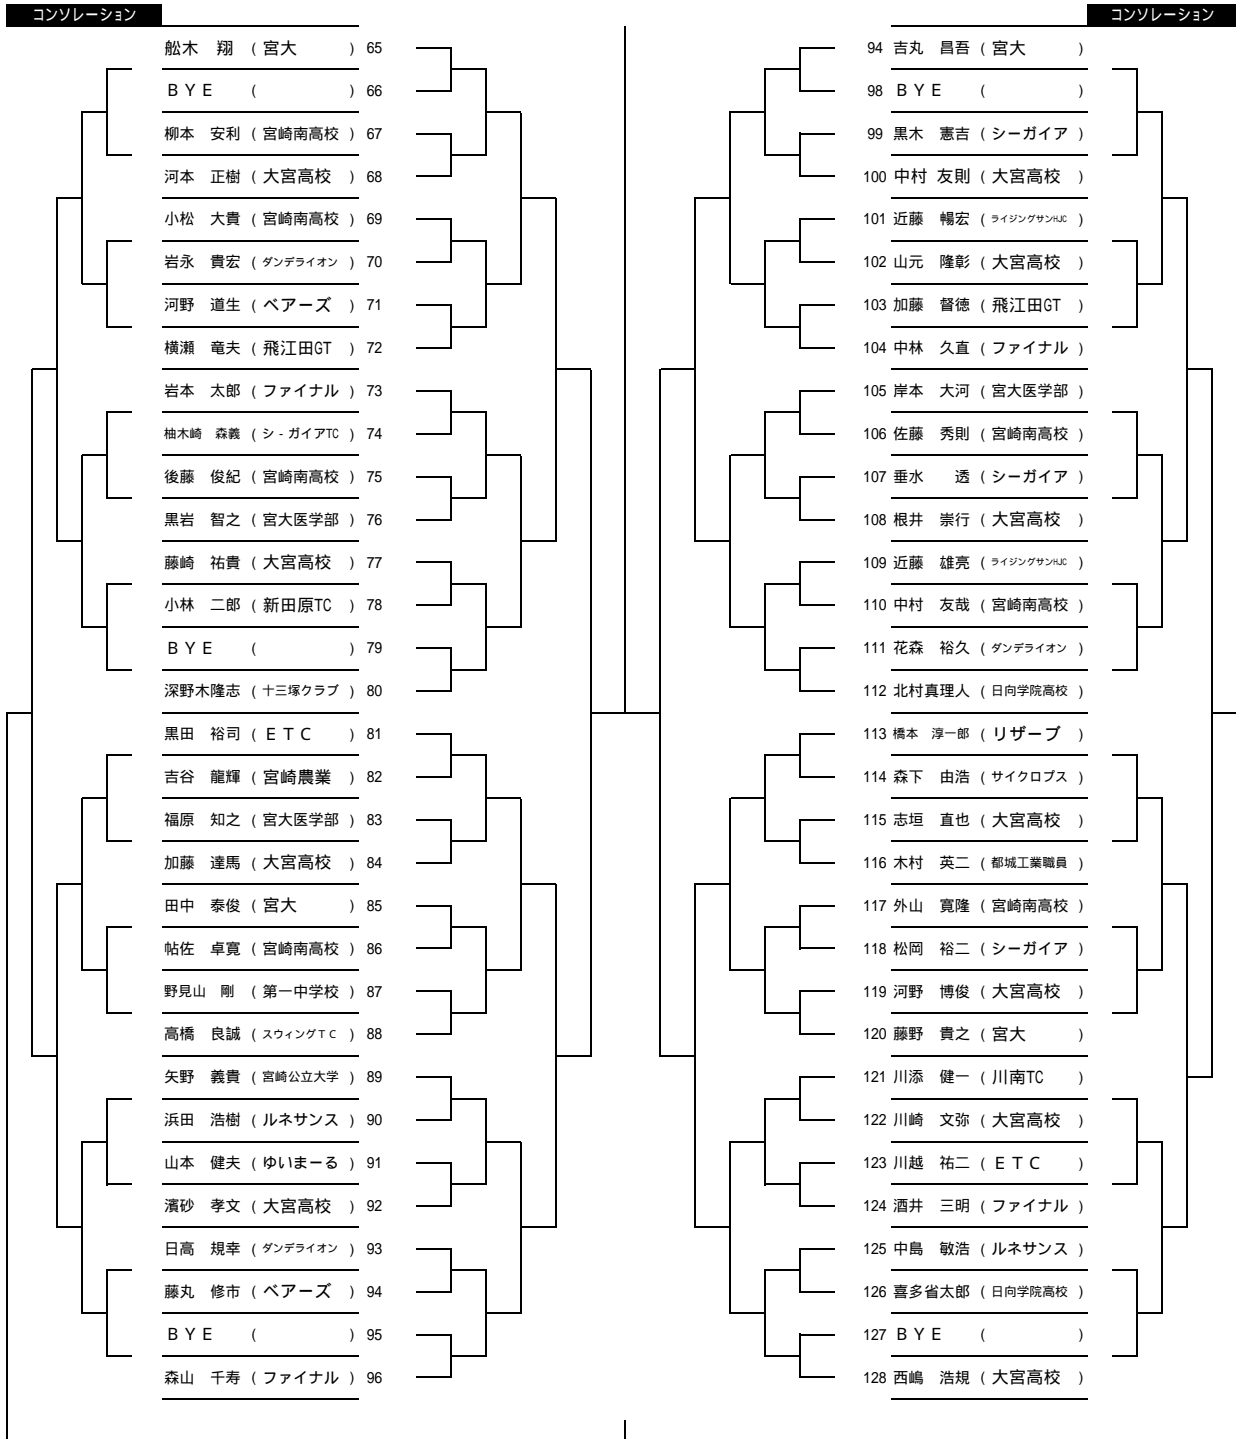 コンソレーション
コンソレーション
舩木 翔 ( 宮大 ) 65
ＢＹＥ ( ) 66
柳本 安利 ( 宮崎南高校 ) 67
河本 正樹 ( 大宮高校 ) 68
小松 大貴 ( 宮崎南高校 ) 69
岩永 貴宏 ( ダンデライオン ) 70
河野 道生 ( ベアーズ ) 71
横瀬 竜夫 ( 飛江田GT ) 72
岩本 太郎 ( ファイナル ) 73
柚木崎 森義 ( シ‐ガイアTC ) 74
後藤 俊紀 ( 宮崎南高校 ) 75
黒岩 智之 ( 宮大医学部 ) 76
藤崎 祐貴 ( 大宮高校 ) 77
小林 二郎 ( 新田原TC ) 78
ＢＹＥ ( ) 79
深野木隆志 ( 十三塚クラブ ) 80
黒田 裕司 ( ＥＴＣ ) 81
吉谷 龍輝 ( 宮崎農業 ) 82
福原 知之 ( 宮大医学部 ) 83
加藤 達馬 ( 大宮高校 ) 84
田中 泰俊 ( 宮大 ) 85
帖佐 卓寛 ( 宮崎南高校 ) 86
野見山 剛 ( 第一中学校 ) 87
高橋 良誠 ( スウィングＴＣ ) 88
矢野 義貴 ( 宮崎公立大学 ) 89
浜田 浩樹 ( ルネサンス ) 90
山本 健夫 ( ゆいまーる ) 91
濱砂 孝文 ( 大宮高校 ) 92
日高 規幸 ( ダンデライオン ) 93
藤丸 修市 ( ベアーズ ) 94
ＢＹＥ ( ) 95
森山 千寿 ( ファイナル ) 96
94 吉丸 昌吾 ( 宮大 )
98 ＢＹＥ ( )
99 黒木 憲吉 ( シーガイア )
100 中村 友則 ( 大宮高校 )
101 近藤 暢宏 ( ライジングサンHJC )
102 山元 隆彰 ( 大宮高校 )
103 加藤 督徳 ( 飛江田GT )
104 中林 久直 ( ファイナル )
105 岸本 大河 ( 宮大医学部 )
106 佐藤 秀則 ( 宮崎南高校 )
107 垂水 透 ( シーガイア )
108 根井 崇行 ( 大宮高校 )
109 近藤 雄亮 ( ライジングサンHJC )
110 中村 友哉 ( 宮崎南高校 )
111 花森 裕久 ( ダンデライオン )
112 北村真理人 ( 日向学院高校 )
113 橋本 淳一郎 ( リザーブ )
114 森下 由浩 ( サイクロプス )
115 志垣 直也 ( 大宮高校 )
116 木村 英二 ( 都城工業職員 )
117 外山 寛隆 ( 宮崎南高校 )
118 松岡 裕二 ( シーガイア )
119 河野 博俊 ( 大宮高校 )
120 藤野 貴之 ( 宮大 )
121 川添 健一 ( 川南TC )
122 川崎 文弥 ( 大宮高校 )
123 川越 祐二 ( ＥＴＣ )
124 酒井 三明 ( ファイナル )
125 中島 敏浩 ( ルネサンス )
126 喜多省太郎 ( 日向学院高校 )
127 ＢＹＥ ( )
128 西嶋 浩規 ( 大宮高校 )